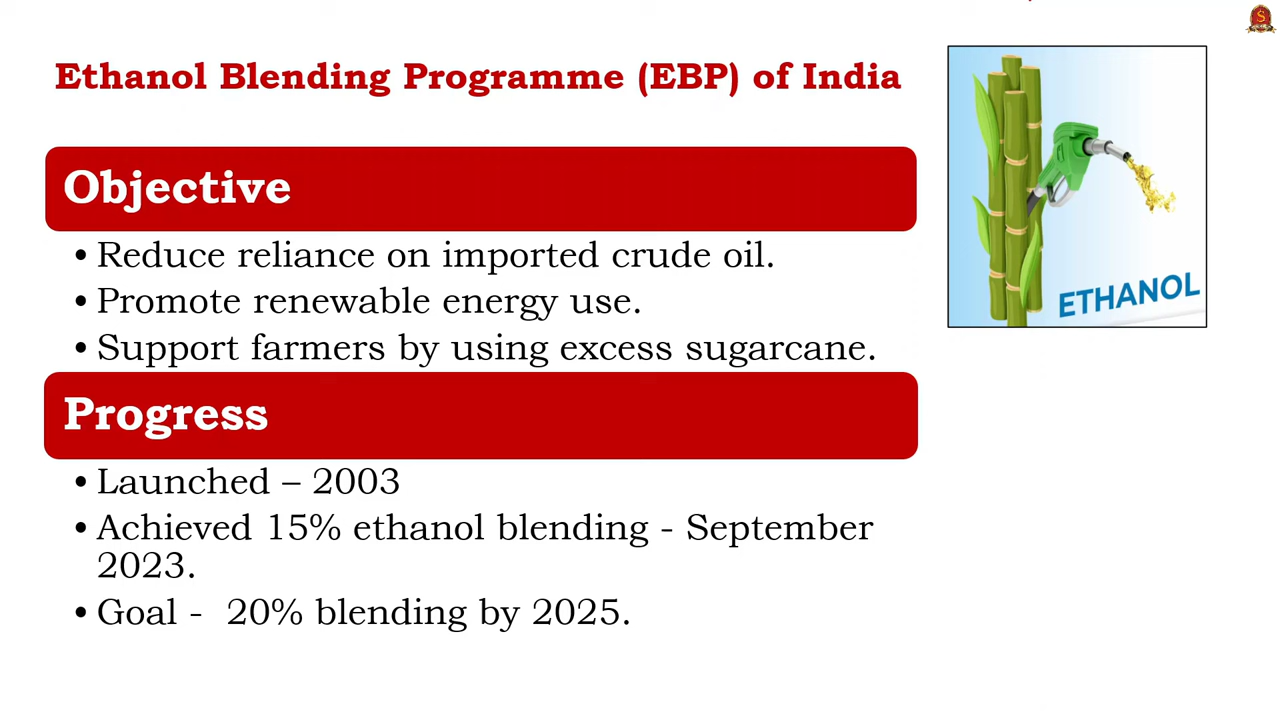 Ethanol Blending Programme (EBP) of India
Objective
• Reduce reliance on imported crude oil.
• Promote renewable energy use.
• Support farmers by using excess sugarcane.
ETHANOL
Progress
• Launched – 2003
• Achieved 15% ethanol blending - September
2023.
• Goal -  20% blending by 2025.